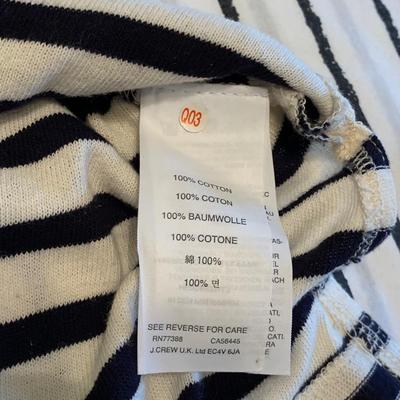 003
100% COTTON
100% COTON
100% BAUMWOLLE
100% COTONE
綿 100%
100% 면
SEE REVERSE FOR CARE
RN77388 CA56445
J.CREW U.K. Ltd EC4V 6JA